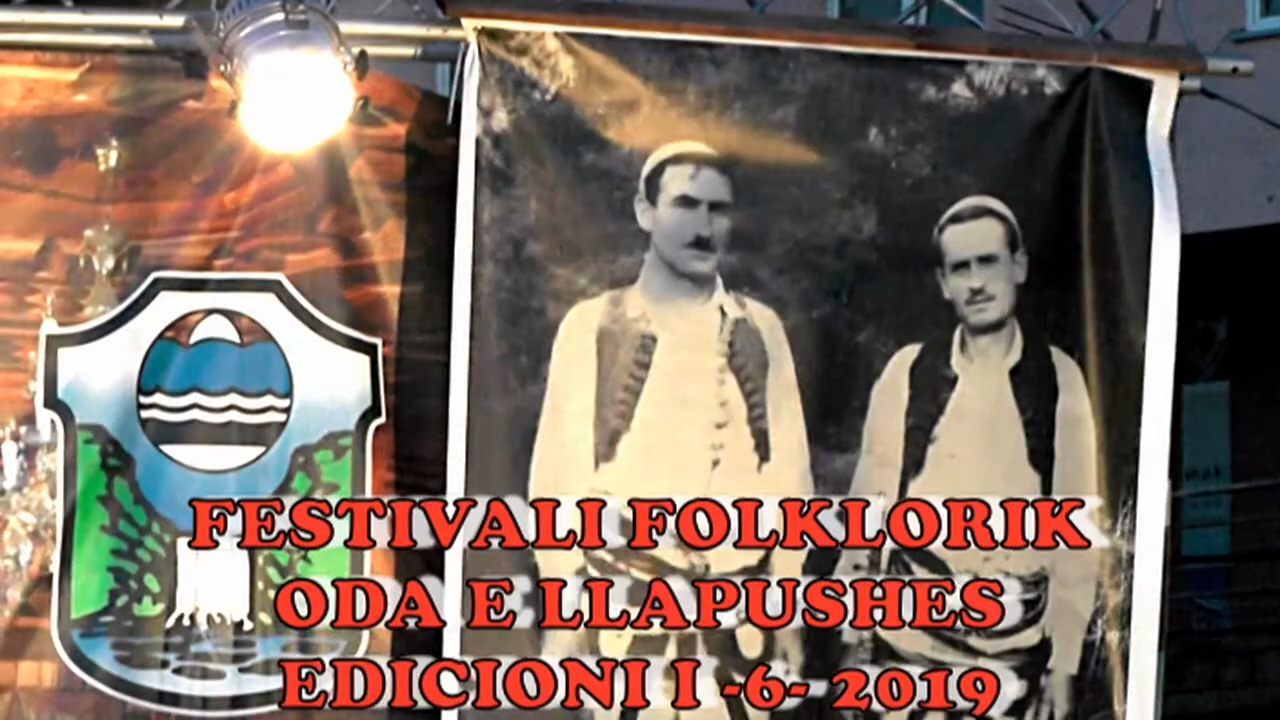 FESTIVALI FOLKLORIK
ODA E LLAPUSHES
EDICIONI I -6- 2019